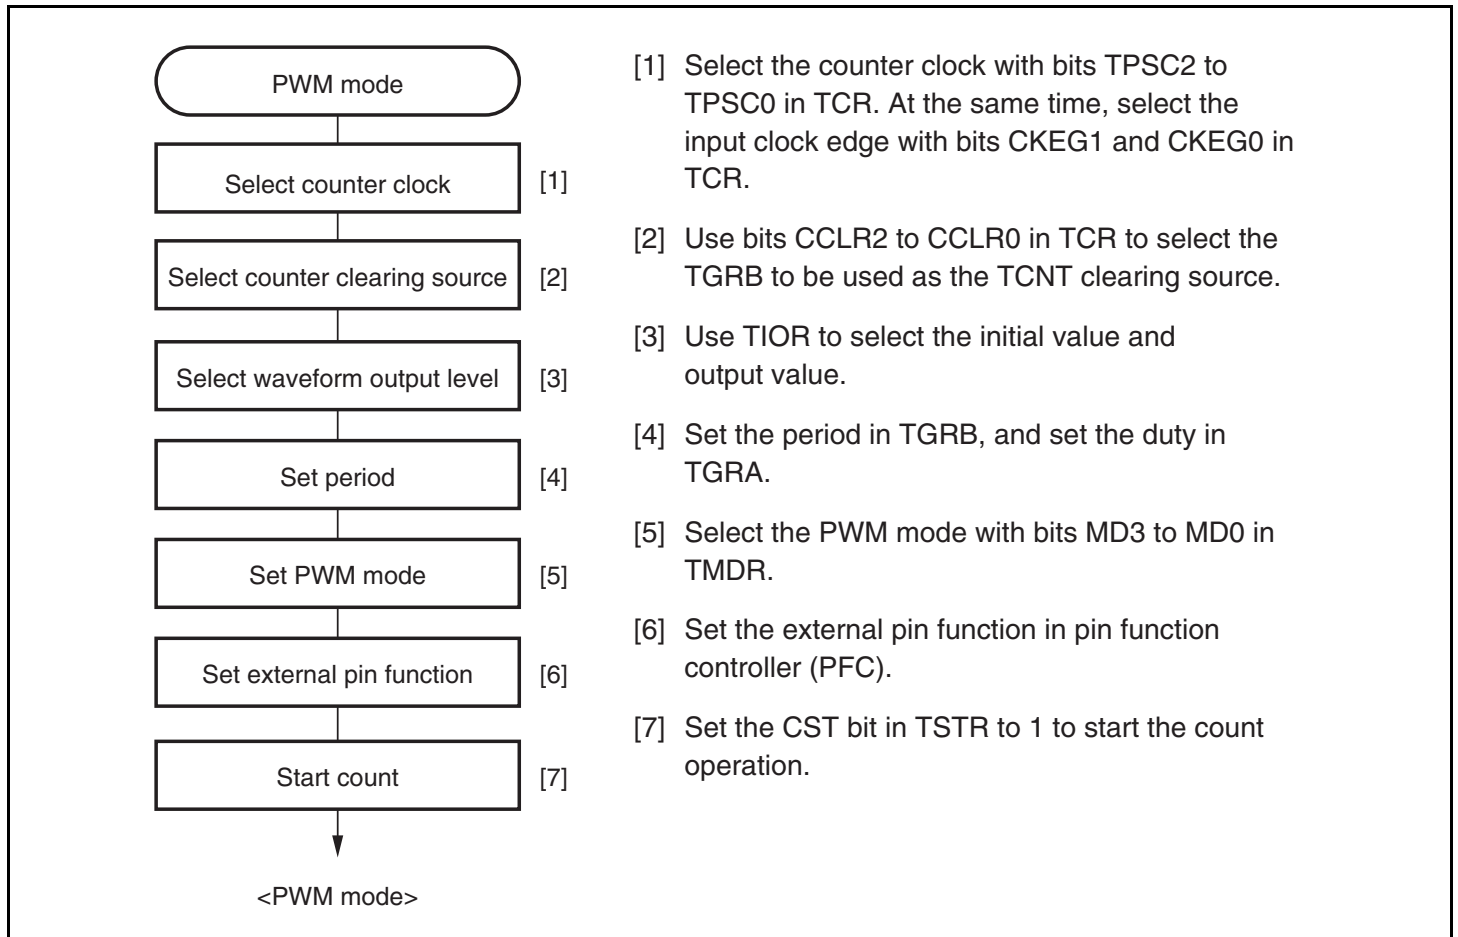 PWM mode
Select counter clock [1]
Select counter clearing source [2]
Select waveform output level [3]
Set period [4]
Set PWM mode [5]
Set external pin function [6]
Start count [7]
<PWM mode>
[1] Select the counter clock with bits TPSC2 to
TPSC0 in TCR. At the same time, select the
input clock edge with bits CKEG1 and CKEG0 in
TCR.
[2] Use bits CCLR2 to CCLR0 in TCR to select the
TGRB to be used as the TCNT clearing source.
[3] Use TIOR to select the initial value and
output value.
[4] Set the period in TGRB, and set the duty in
TGRA.
[5] Select the PWM mode with bits MD3 to MD0 in
TMDR.
[6] Set the external pin function in pin function
controller (PFC).
[7] Set the CST bit in TSTR to 1 to start the count
operation.